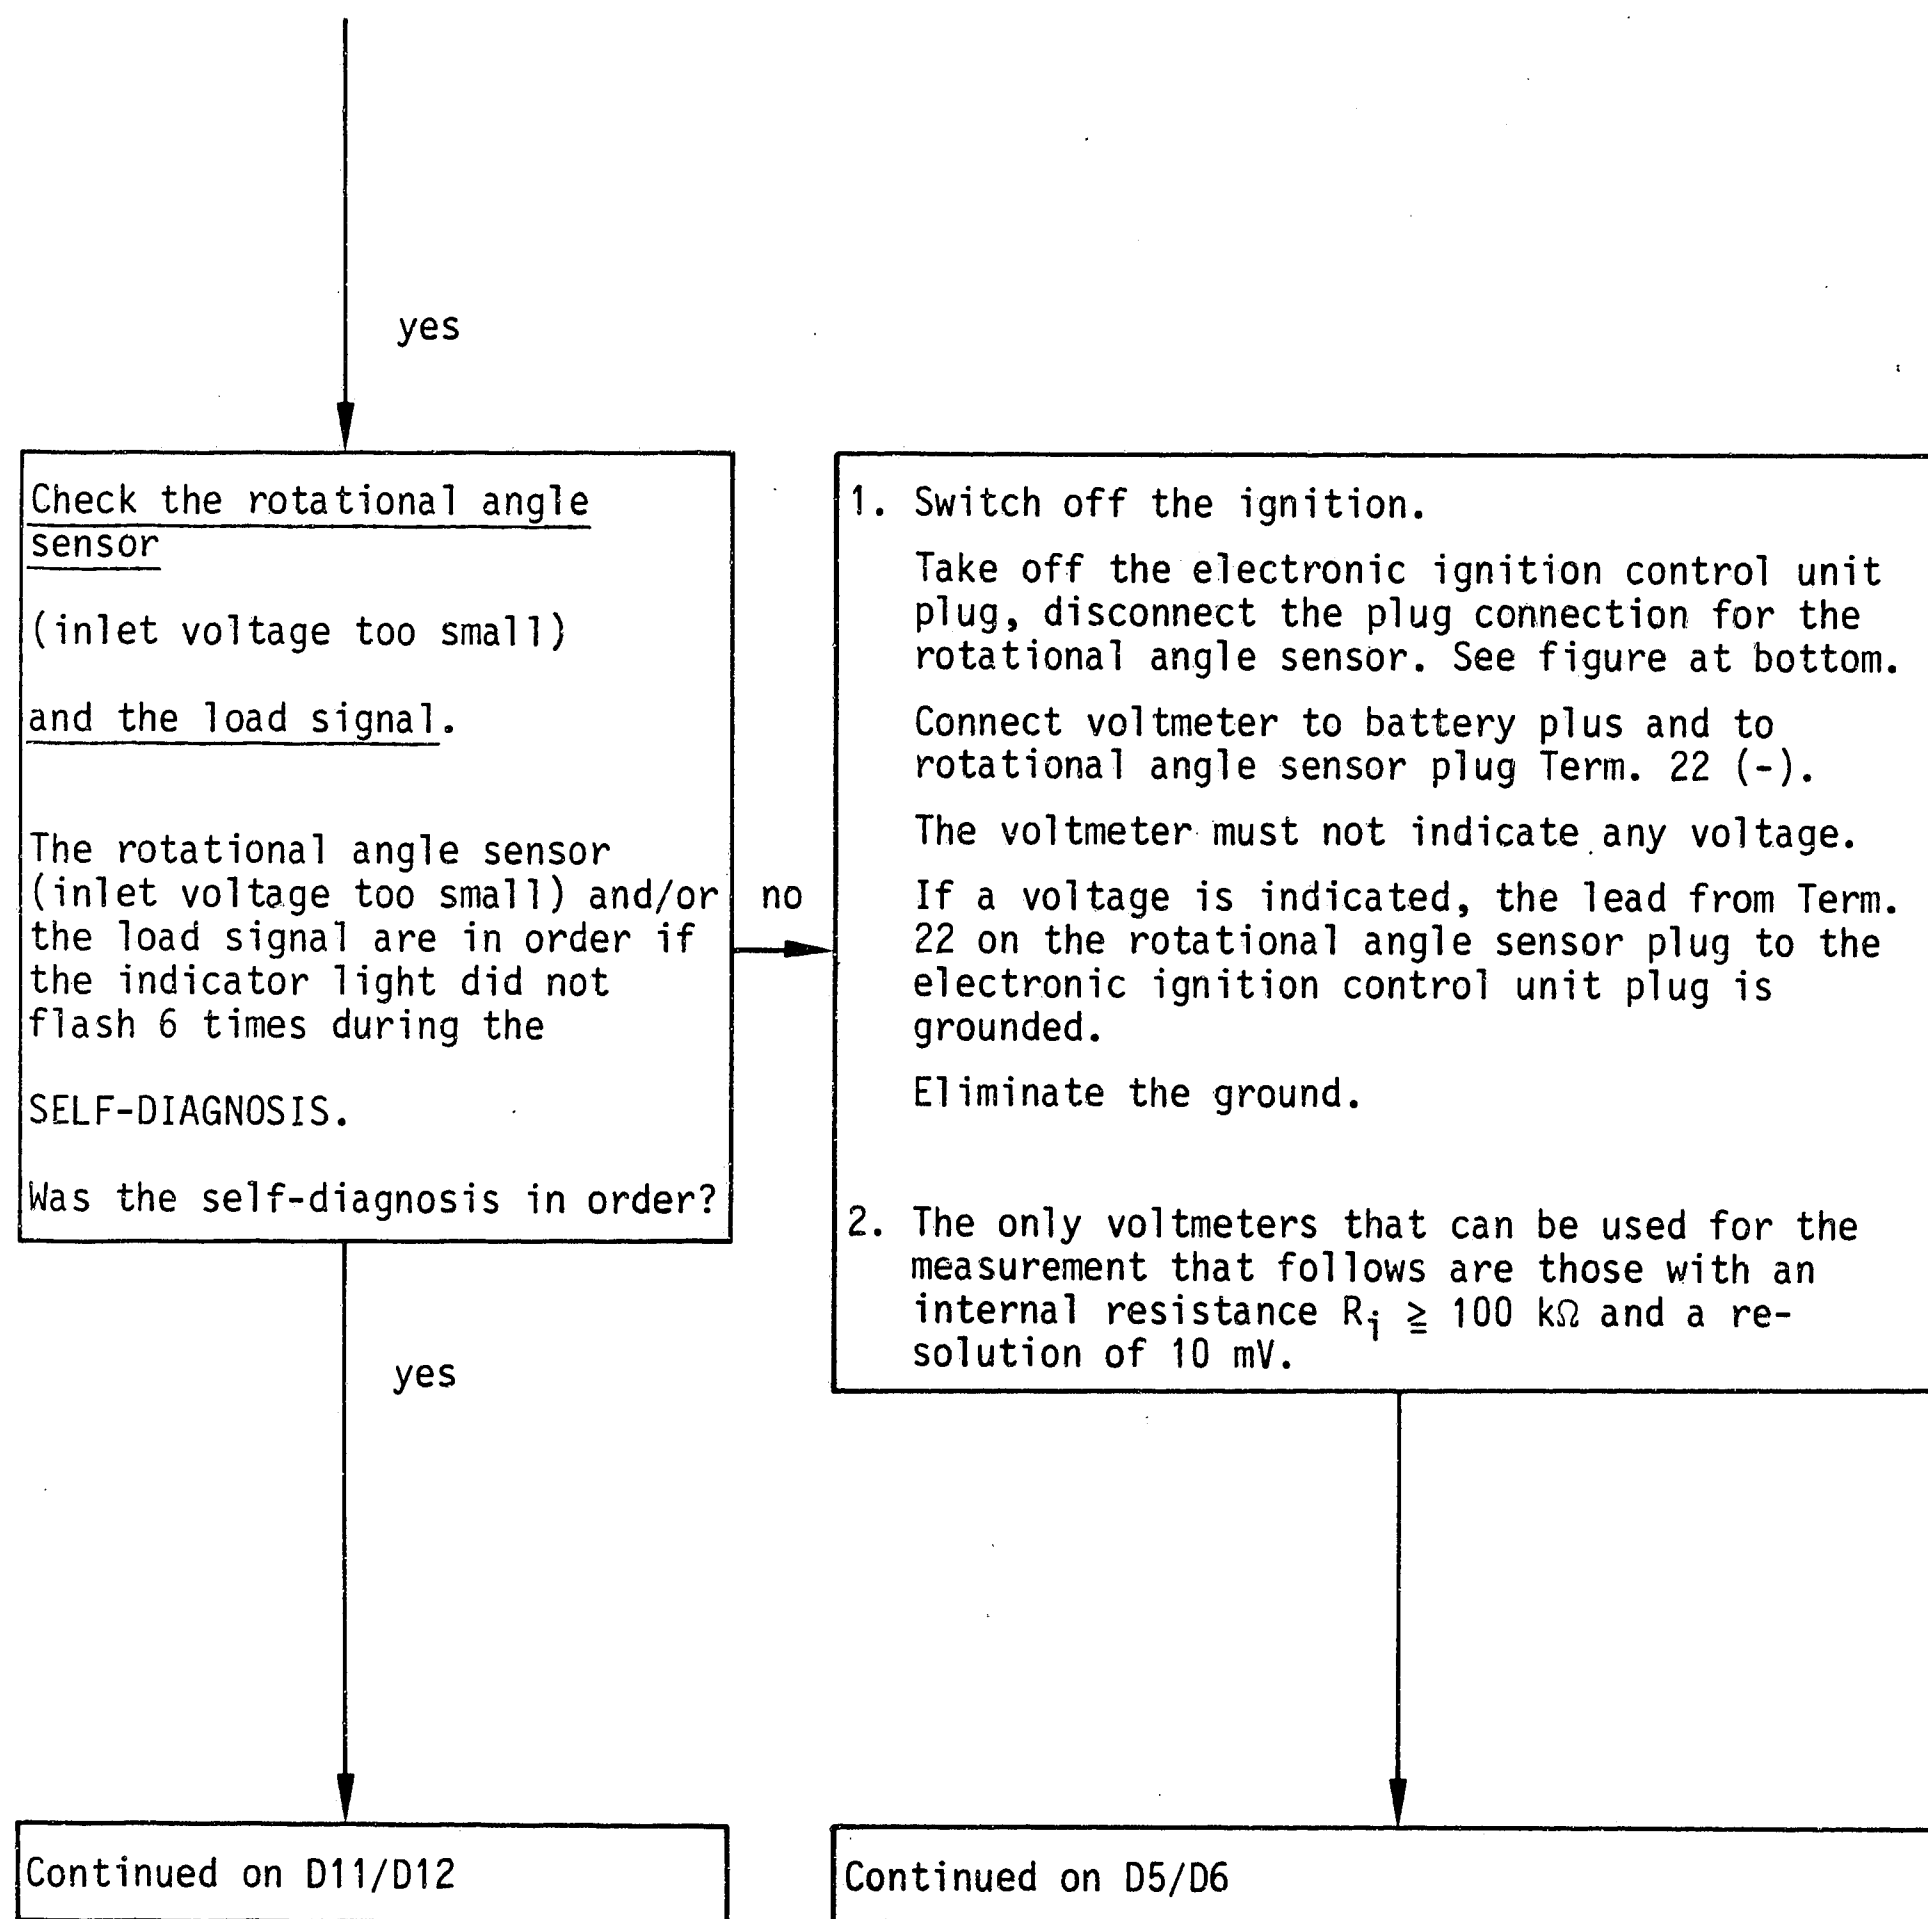 yes
Check the rotational angle
sensor
(inlet voltage too small)
and the load signal.
The rotational angle sensor
(inlet voltage too small) and/or
the load signal are in order if
the indicator light did not
flash 6 times during the
SELF-DIAGNOSIS.
Was the self-diagnosis in order?
no
1. Switch off the ignition.
Take off the electronic ignition control unit
plug, disconnect the plug connection for the
rotational angle sensor. See figure at bottom.
Connect voltmeter to battery plus and to
rotational angle sensor plug Term. 22 (-).
The voltmeter must not indicate any voltage.
If a voltage is indicated, the lead from Term.
22 on the rotational angle sensor plug to the
electronic ignition control unit plug is
grounded.
Eliminate the ground.
2. The only voltmeters that can be used for the
measurement that follows are those with an
internal resistance Ri ≧ 100 kΩ and a re-
solution of 10 mV.
yes
Continued on D11/D12
Continued on D5/D6